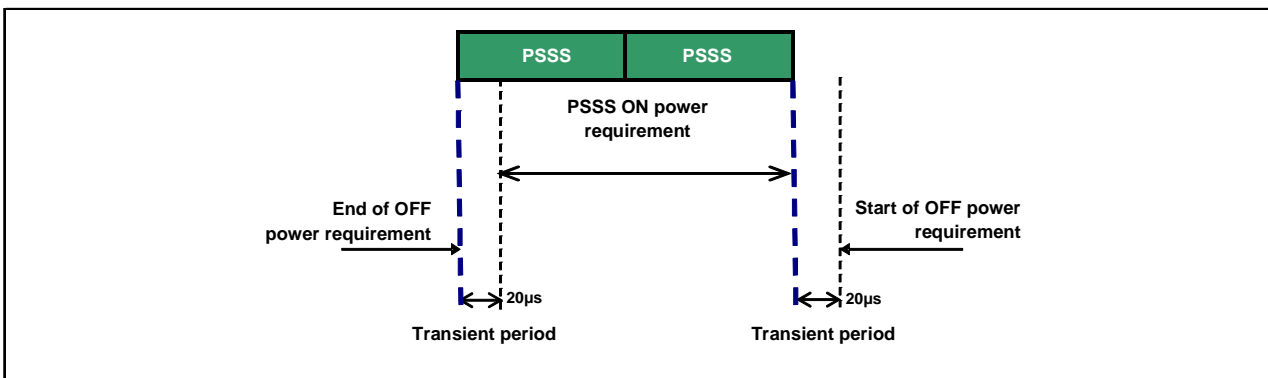 PSSS PSSS
PSSS ON power
requirement
End of OFF
power requirement
Start of OFF power
requirement
20µs
20µs
Transient period
Transient period